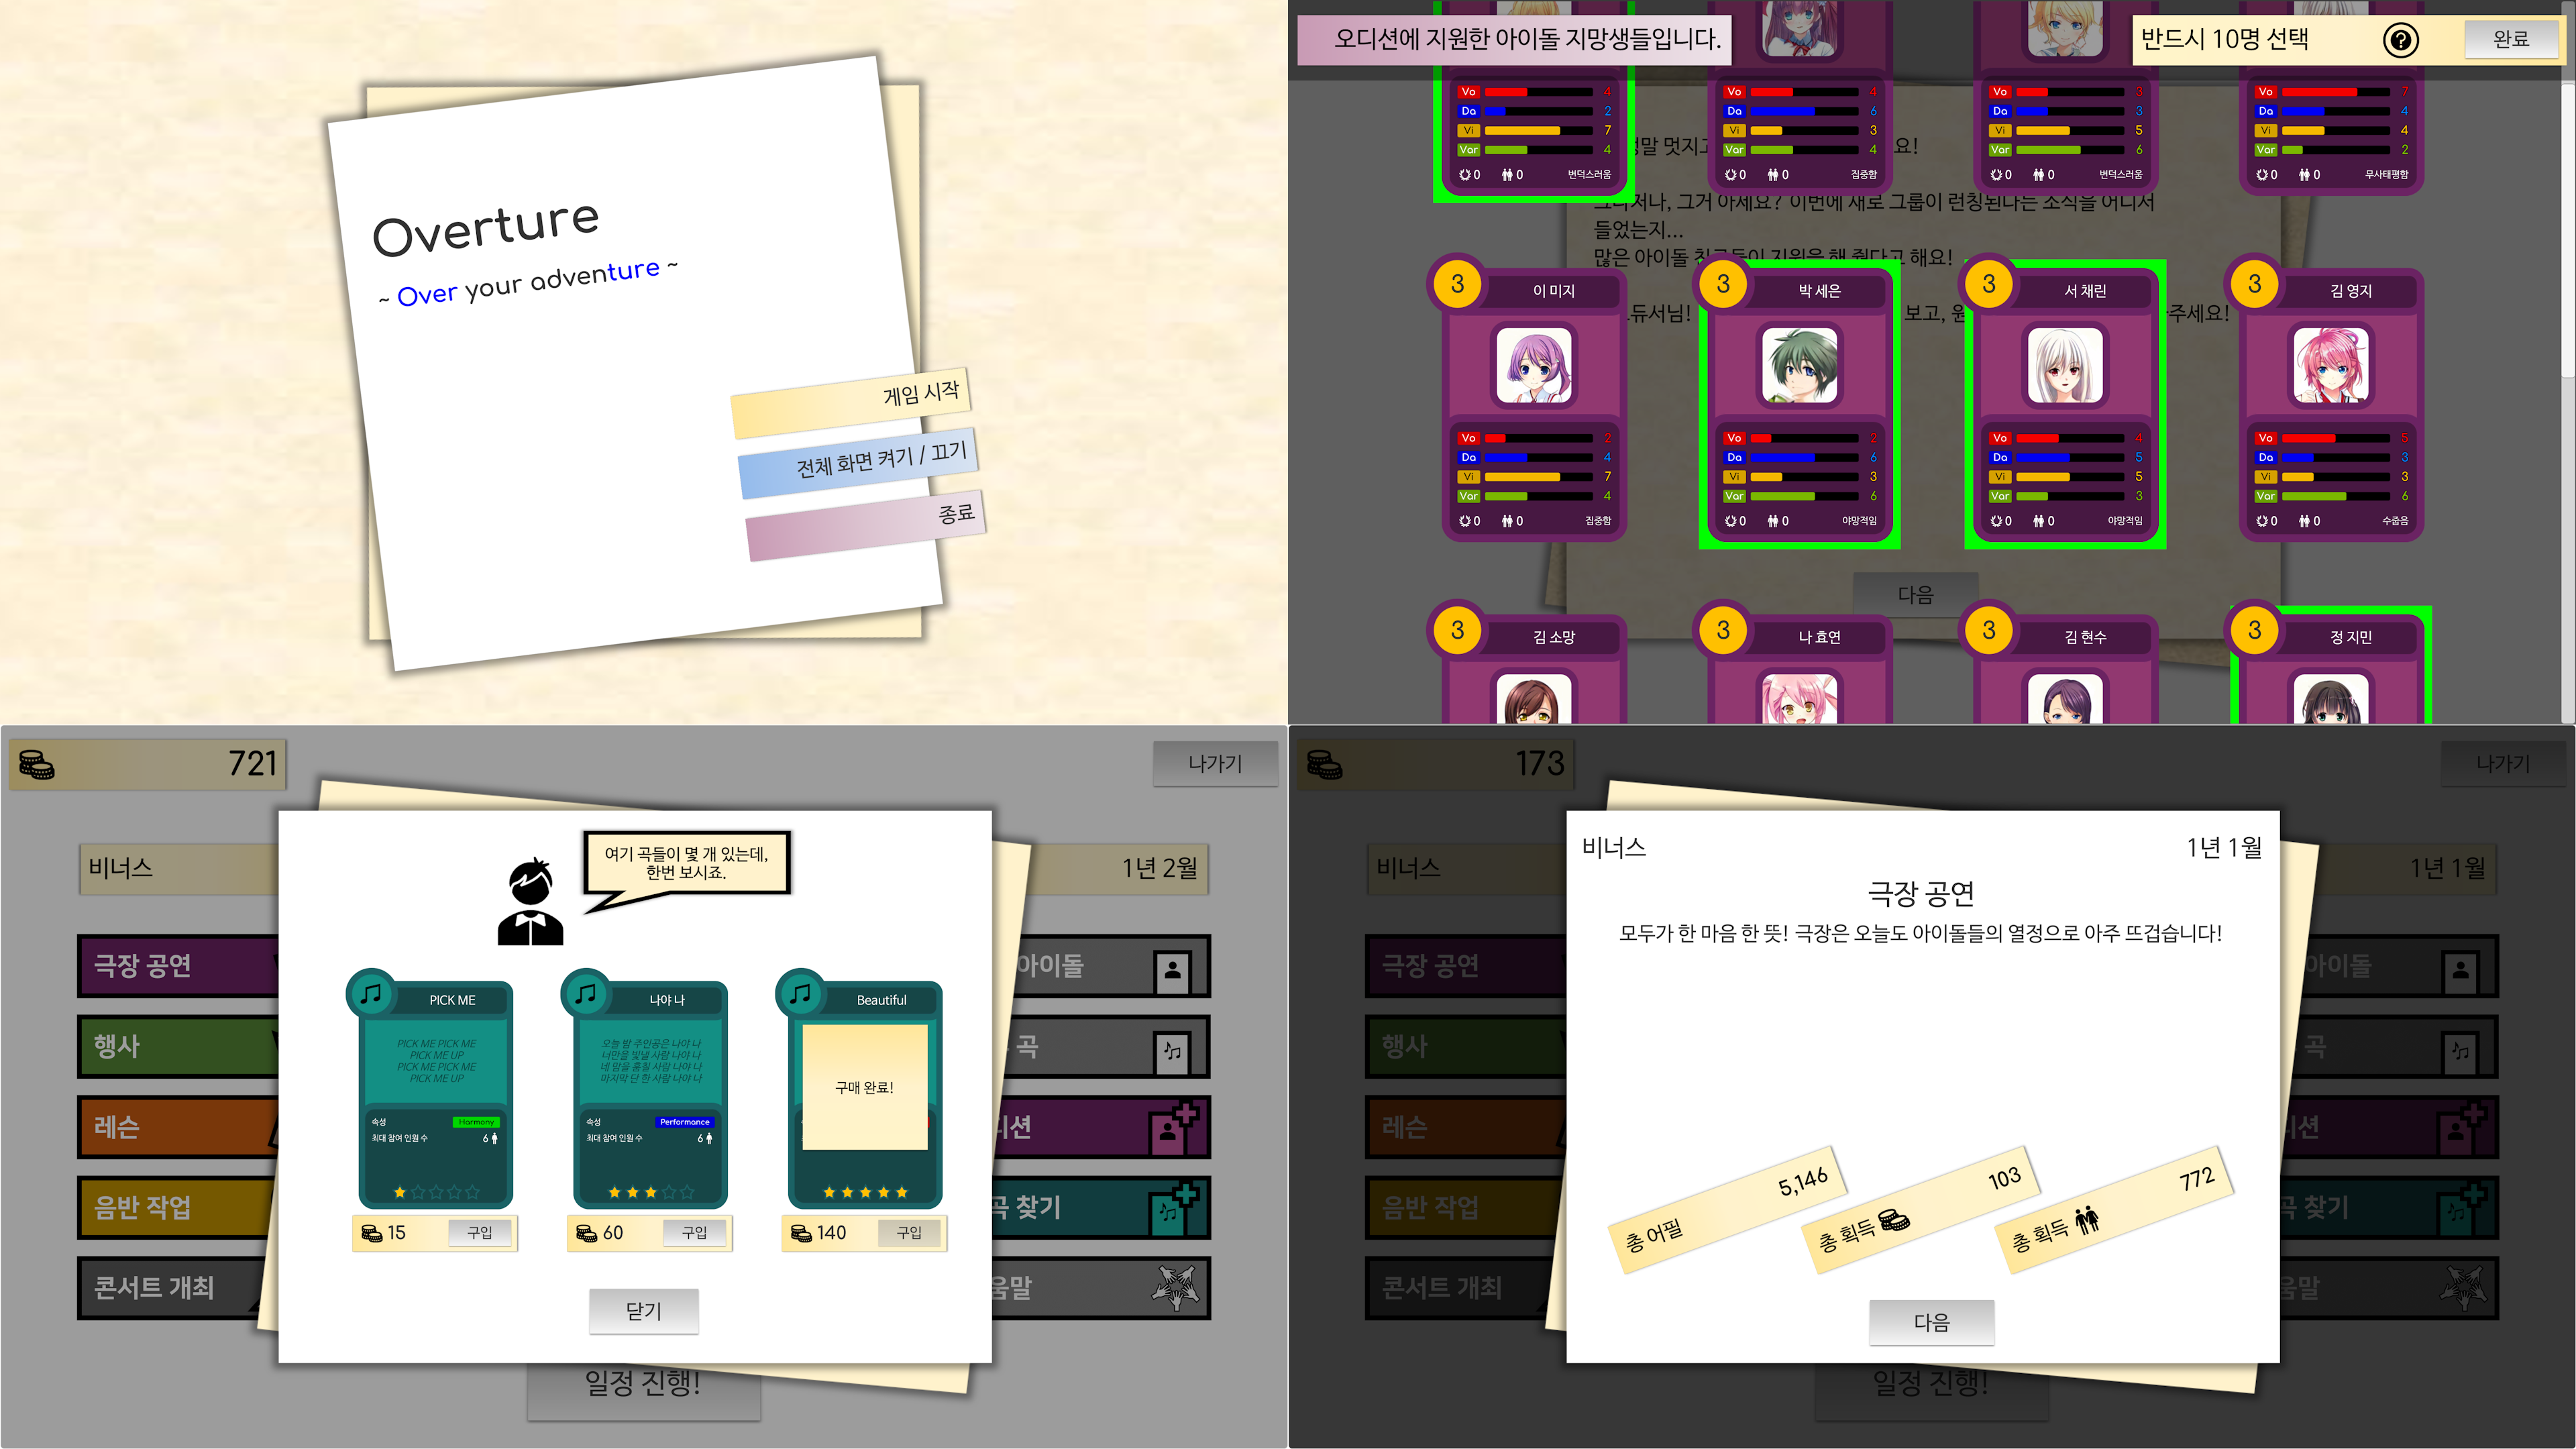 Overture
~ Over your adventure ~
게임 시작
전체 화면 켜기 / 끄기
종료
오디션에 지원한 아이돌 지망생들입니다.
반드시 10명 선택
?
완료
Vo 4
Da 2
Vi 7
Var 4
0 0 변덕스러움
Vo 4
Da 6
Vi 3
Var 4
0 0 집중함
Vo 3
Da 3
Vi 5
Var 6
0 0 변덕스러움
Vo 7
Da 4
Vi 4
Var 2
0 0 무사태평함
멋지고
요!
그거 아세요? 이번에 새로 그룹이 런칭된다는 소식을 어디서
들었는지...
많은 아이돌
해요!
보고,
주세요!
3 이 미지
Vo 2
Da 4
Vi 7
Var 4
0 0 집중함
3 박 세은
Vo 2
Da 6
Vi 3
Var 6
0 0 야망적임
3 서 채린
Vo 4
Da 5
Vi 5
Var 3
0 0 야망적임
3 김 영지
Vo 5
Da 3
Vi 3
Var 6
0 0 수줍음
다음
3 김 소망
3 나 효연
3 김 현수
3 정 지민
721
나가기
비너스
1년 2월
여기 곡들이 몇 개 있는데,
한번 보시죠.
극장 공연
행사
레슨
음반 작업
콘서트 개최
아이돌
곡
디션
곡 찾기
움말
PICK ME
PICK ME PICK ME
PICK ME UP
PICK ME PICK ME
PICK ME UP
속성 Harmony
최대 참여 인원 수 6
15 구입
나야 나
오늘 밤 주인공은 나야 나
너만을 빛낼 사람 나야 나
네 맘을 훔칠 사람 나야 나
마지막 단 한 사람 나야 나
속성 Performance
최대 참여 인원 수 6
60 구입
Beautiful
구매 완료!
140 구입
닫기
일정 진행!
173
나가기
비너스
1년 1월
극장 공연
행사
레슨
음반 작업
콘서트 개최
아이돌
곡
디션
곡 찾기
움말
비너스
1년 1월
극장 공연
모두가 한 마음 한 뜻! 극장은 오늘도 아이돌들의 열정으로 아주 뜨겁습니다!
총 어필 5,146
총 획득 103
총 획득 772
다음
일정 진행!